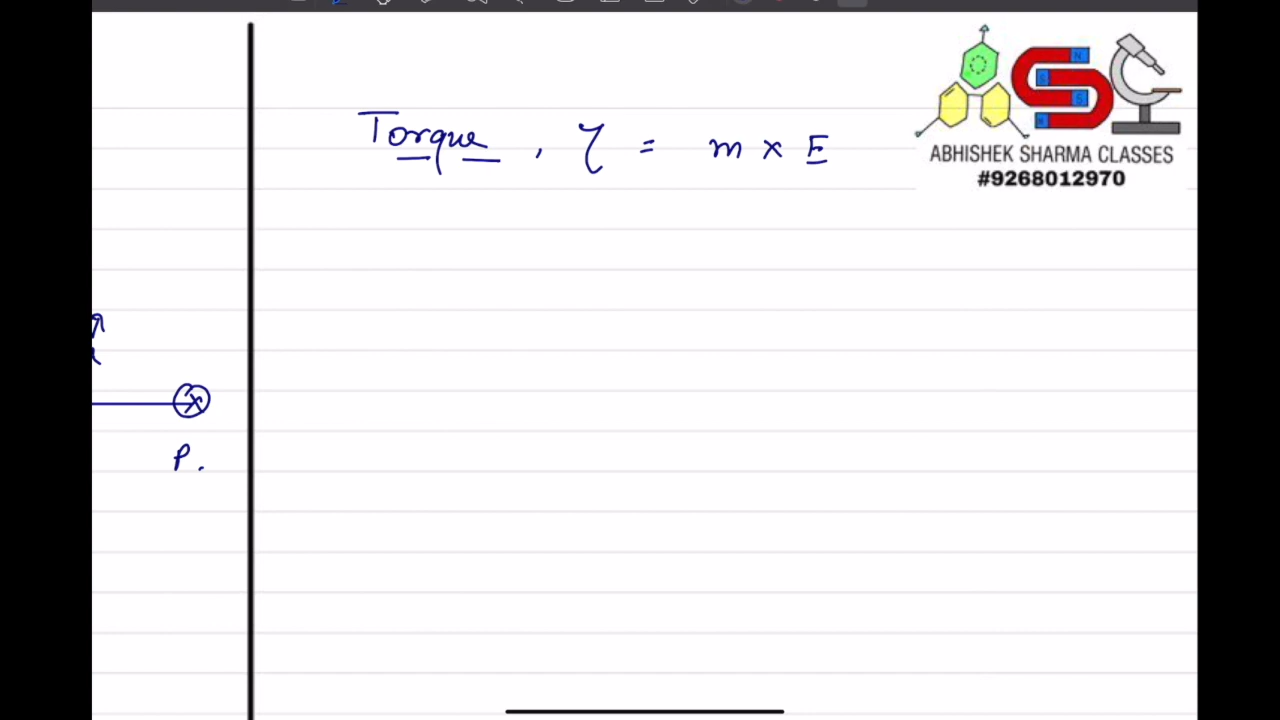 Torque, τ = m × E
N
S
S
N
ABHISHEK SHARMA CLASSES
#9268012970
P.